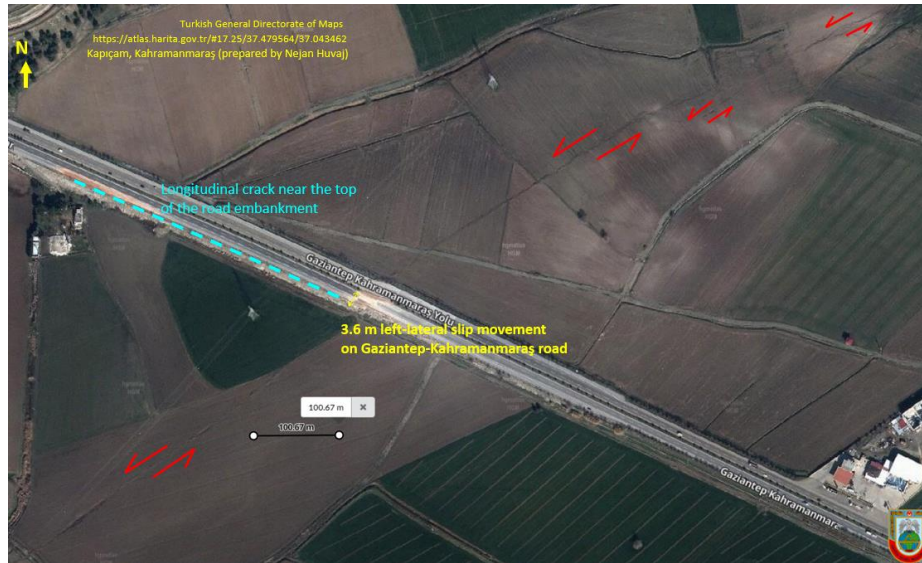 Turkish General Directorate of Maps
https://atlas.harita.gov.tr/#17.25/37.479564/37.043462
Kapıçam, Kahramanmaraş (prepared by Nejan Huvaj)
N
Longitudinal crack near the top
of the road embankment
Gaziantep Kahramanmaraş Yolu
3.6 m left-lateral slip movement
on Gaziantep-Kahramanmaraş road
100.67 m
100.67 m
Gaziantep Kahramanmara